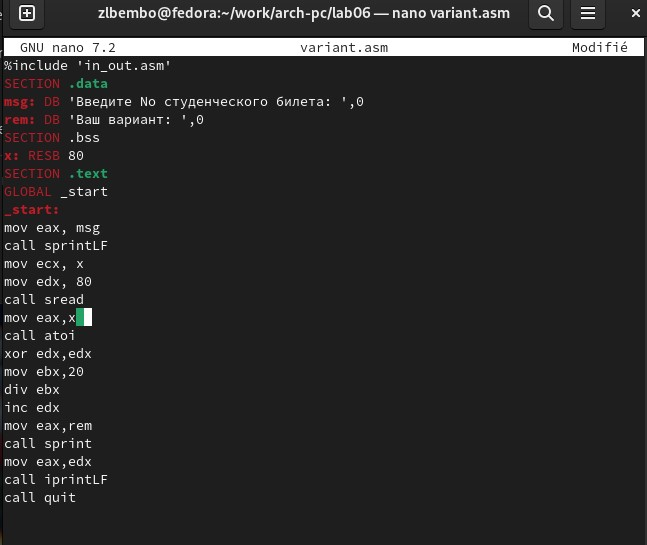 zlbembo@fedora:~/work/arch-pc/lab06 — nano variant.asm
GNU nano 7.2 variant.asm Modifié
%include 'in_out.asm'
SECTION .data
msg: DB 'Введите No студенческого билета: ',0
rem: DB 'Ваш вариант: ',0
SECTION .bss
x: RESB 80
SECTION .text
GLOBAL _start
_start:
mov eax, msg
call sprintLF
mov ecx, x
mov edx, 80
call sread
mov eax,x
call atoi
xor edx,edx
mov ebx,20
div ebx
inc edx
mov eax,rem
call sprint
mov eax,edx
call iprintLF
call quit